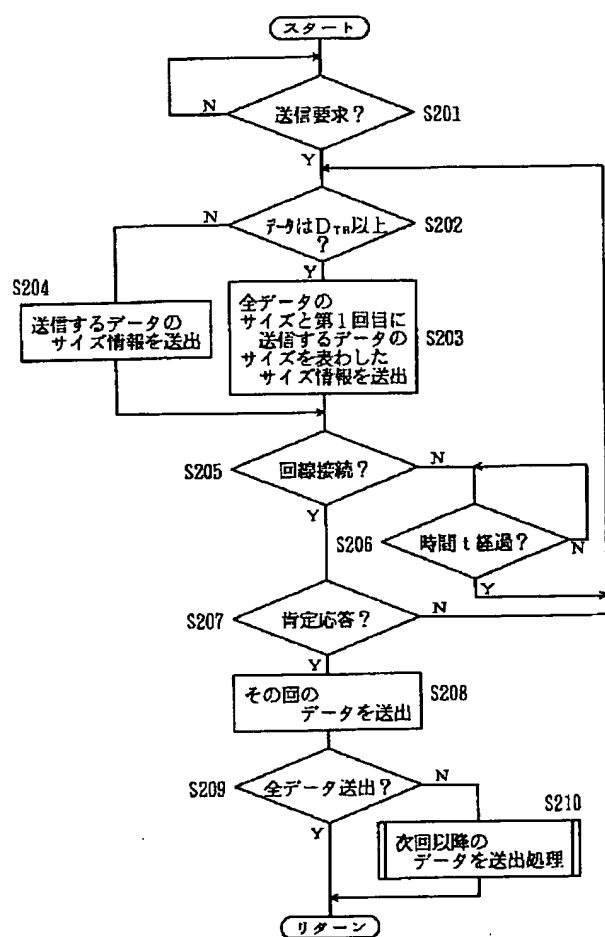 スタート
N
送信要求?
S201
Y
N
データはD_TH以上
?
S202
Y
S204
送信するデータの
サイズ情報を送出
全データの
サイズと第1回目に
送信するデータの
サイズを表わした
サイズ情報を送出
S203
S205
回線接続?
N
Y
S206
時間t経過?
N
Y
S207
肯定応答?
N
Y
その回の
データを送出
S208
S209
全データ送出?
N
Y
S210
次回以降の
データを送出処理
リターン